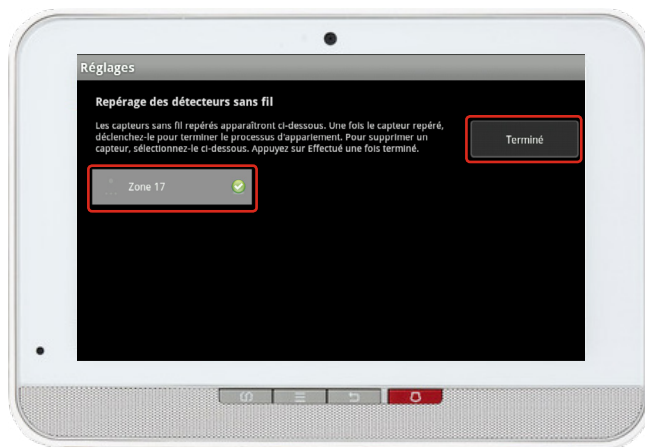 Réglages
Repérage des détecteurs sans fil
Les capteurs sans fil repérés apparaîtront ci-dessous. Une fois le capteur repéré,
déclenchez-le pour terminer le processus d'appariement. Pour supprimer un
capteur, sélectionnez-le ci-dessous. Appuyez sur Effectué une fois terminé.
Terminé
Zone 17